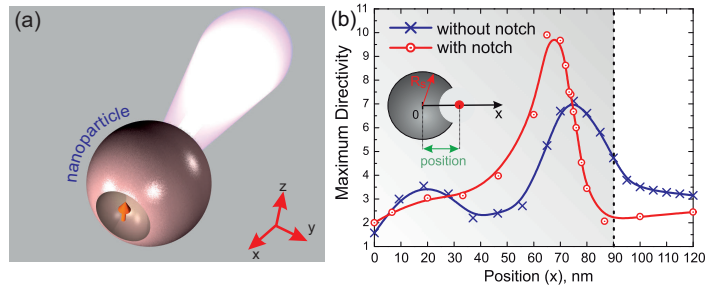 (a)
nanoparticle
z
y
x
(b)
Maximum Directivity
11
10
9
8
7
6
5
4
3
2
1
without notch
with notch
Rs
0
x
position
0 10 20 30 40 50 60 70 80 90 100 110 120
Position (x), nm